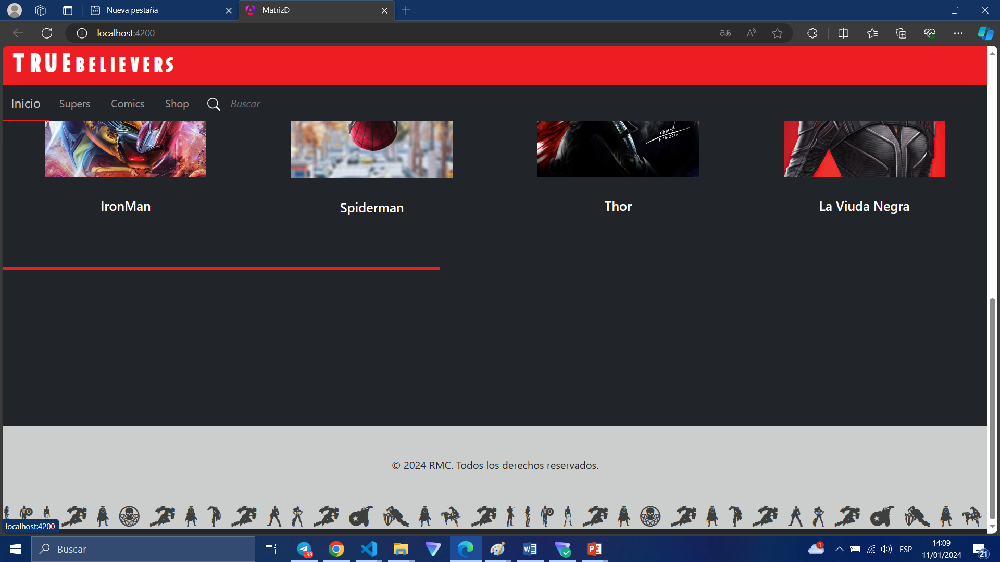 Nueva pestaña
MatrizD
localhost:4200
TRUEBELIEVERS
Inicio
Supers
Comics
Shop
Buscar
Ahmed
1-10-2015
IronMan
Spiderman
Thor
La Viuda Negra
© 2024 RMC. Todos los derechos reservados.
localhost:4200
Buscar
..98
1
ESP
14:09
11/01/2024
21